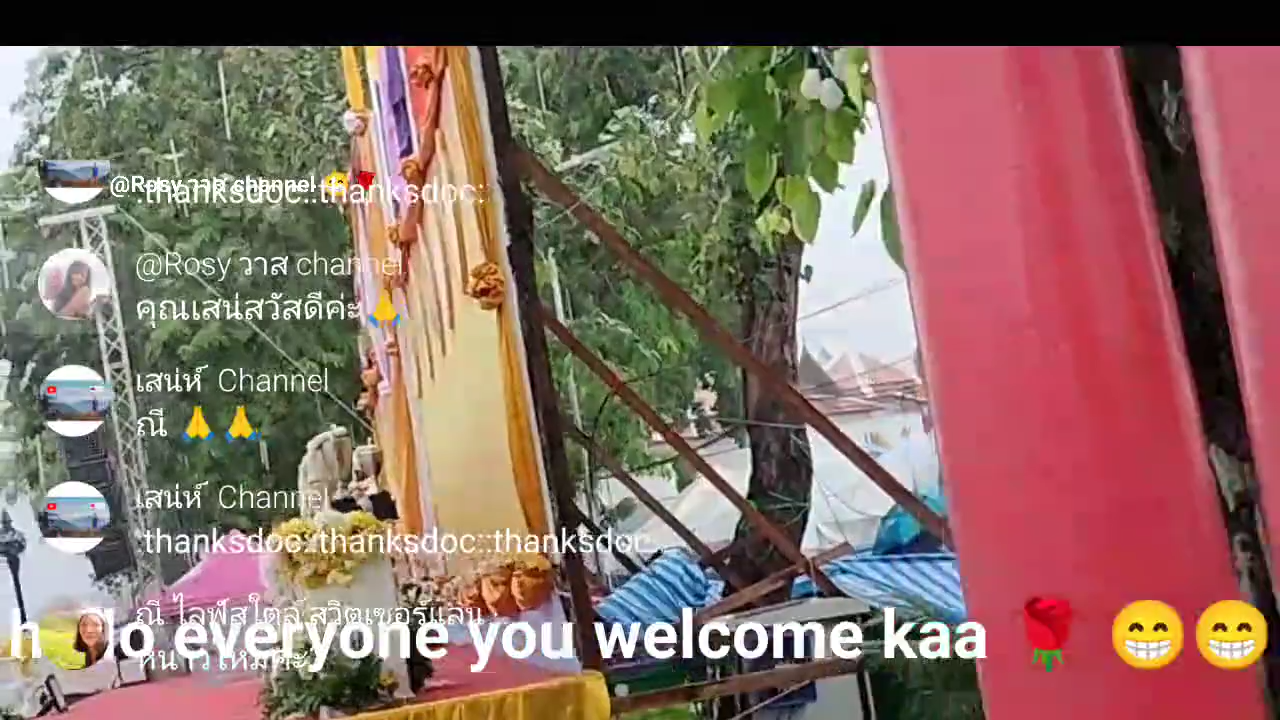 @Rosy วาส channel 😁🌹
:thanksdoc::thanksdoc:
@Rosy วาส channel
คุณเสน่สวัสดีค่ะ🙏
เสน่ห์ Channel
ณี 🙏🙏
เสน่ห์ Channel
:thanksdoc::thanksdoc::thanksdoc:
ณี ไลฟ์สไตล์สวิตเซอร์แลน
everyone you welcome kaa 🌹 😁😁